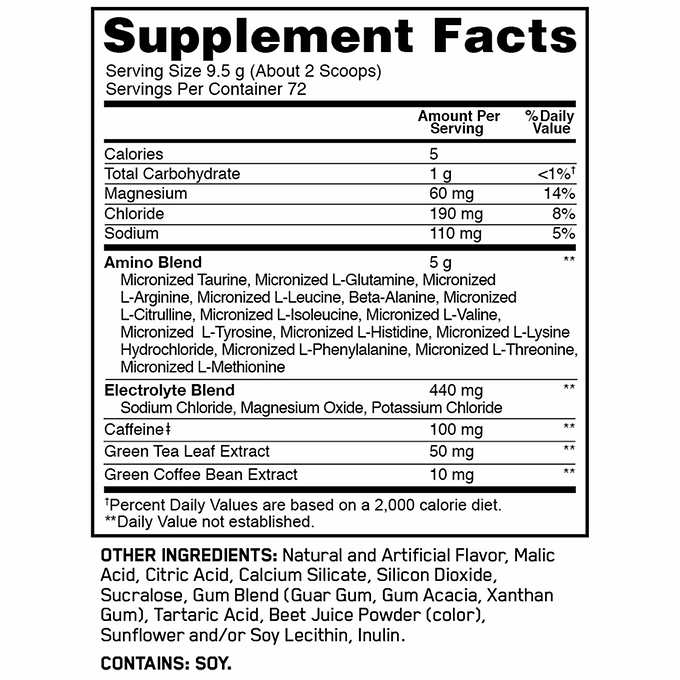 Supplement Facts
Serving Size 9.5 g (About 2 Scoops)
Servings Per Container 72
Amount Per Serving %Daily Value
Calories 5
Total Carbohydrate 1 g <1%†
Magnesium 60 mg 14%
Chloride 190 mg 8%
Sodium 110 mg 5%
Amino Blend 5 g **
Micronized Taurine, Micronized L-Glutamine, Micronized
L-Arginine, Micronized L-Leucine, Beta-Alanine, Micronized
L-Citrulline, Micronized L-Isoleucine, Micronized L-Valine,
Micronized L-Tyrosine, Micronized L-Histidine, Micronized L-Lysine
Hydrochloride, Micronized L-Phenylalanine, Micronized L-Threonine,
Micronized L-Methionine
Electrolyte Blend 440 mg **
Sodium Chloride, Magnesium Oxide, Potassium Chloride
Caffeine‡ 100 mg **
Green Tea Leaf Extract 50 mg **
Green Coffee Bean Extract 10 mg **
†Percent Daily Values are based on a 2,000 calorie diet.
**Daily Value not established.
OTHER INGREDIENTS: Natural and Artificial Flavor, Malic
Acid, Citric Acid, Calcium Silicate, Silicon Dioxide,
Sucralose, Gum Blend (Guar Gum, Gum Acacia, Xanthan
Gum), Tartaric Acid, Beet Juice Powder (color),
Sunflower and/or Soy Lecithin, Inulin.
CONTAINS: SOY.